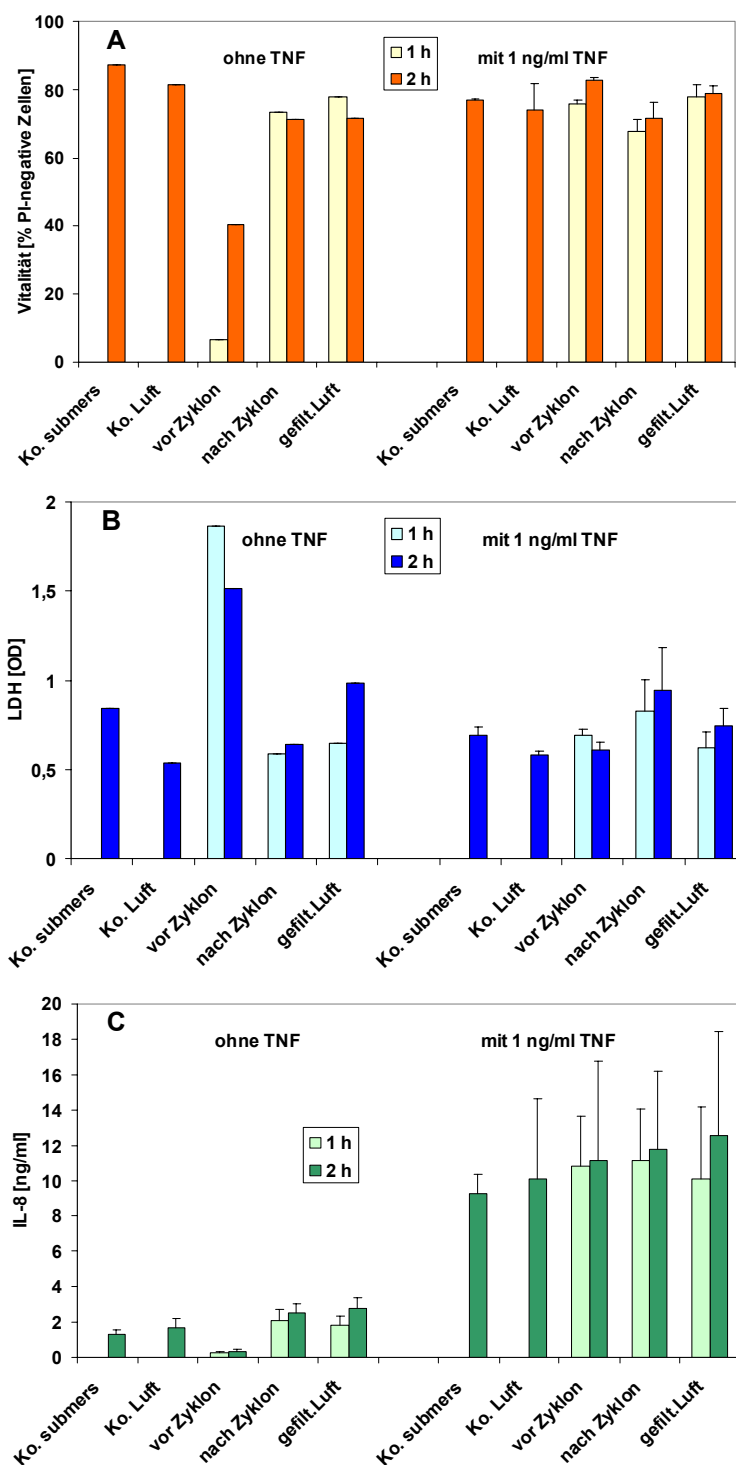 A
ohne TNF
mit 1 ng/ml TNF
1 h
2 h
Vitalität [% PI-negative Zellen]
100
80
60
40
20
0
Ko. submers
Ko. Luft
vor Zyklon
nach Zyklon
gefilt.Luft
Ko. submers
Ko. Luft
vor Zyklon
nach Zyklon
gefilt.Luft
B
ohne TNF
mit 1 ng/ml TNF
1 h
2 h
LDH [OD]
2
1,5
1
0,5
0
Ko. submers
Ko. Luft
vor Zyklon
nach Zyklon
gefilt.Luft
Ko. submers
Ko. Luft
vor Zyklon
nach Zyklon
gefilt.Luft
C
ohne TNF
mit 1 ng/ml TNF
1 h
2 h
IL-8 [ng/ml]
20
18
16
14
12
10
8
6
4
2
0
Ko. submers
Ko. Luft
vor Zyklon
nach Zyklon
gefilt.Luft
Ko. submers
Ko. Luft
vor Zyklon
nach Zyklon
gefilt.Luft